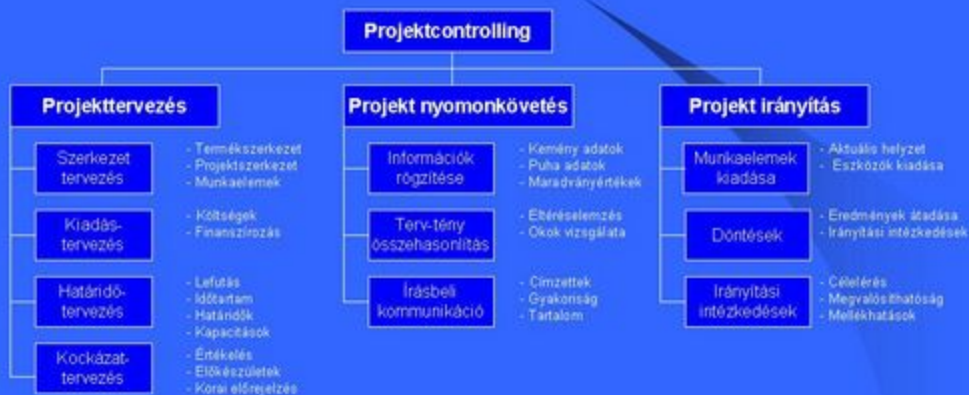 Projektcontrolling
Projekttervezés
Szerkezet
tervezés
- Termékszerkezet
- Projektszerkezet
- Munkaelemek
Kiadás-
tervezés
- Költségek
- Finanszírozás
Határidő-
tervezés
- Lefutás
- Időtartam
- Határidők
- Kapacitások
Kockázat-
tervezés
- Értékelés
- Előkészületek
- Korai előrejelzés
Projekt nyomonkövetés
Információk
rögzítése
- Kemény adatok
- Puha adatok
- Maradványértékek
Terv-tény
összehasonlítás
- Eltéréselemzés
- Okok vizsgálata
Írásbeli
kommunikáció
- Címzettek
- Gyakoriság
- Tartalom
Projekt irányítás
Munkaelemek
kiadása
- Aktuális helyzet
- Eszközök kiadása
Döntések
- Eredmények átadása
- Irányítási intézkedések
Irányítási
intézkedések
- Célelérés
- Megvalósíthatóság
- Mellékhatások